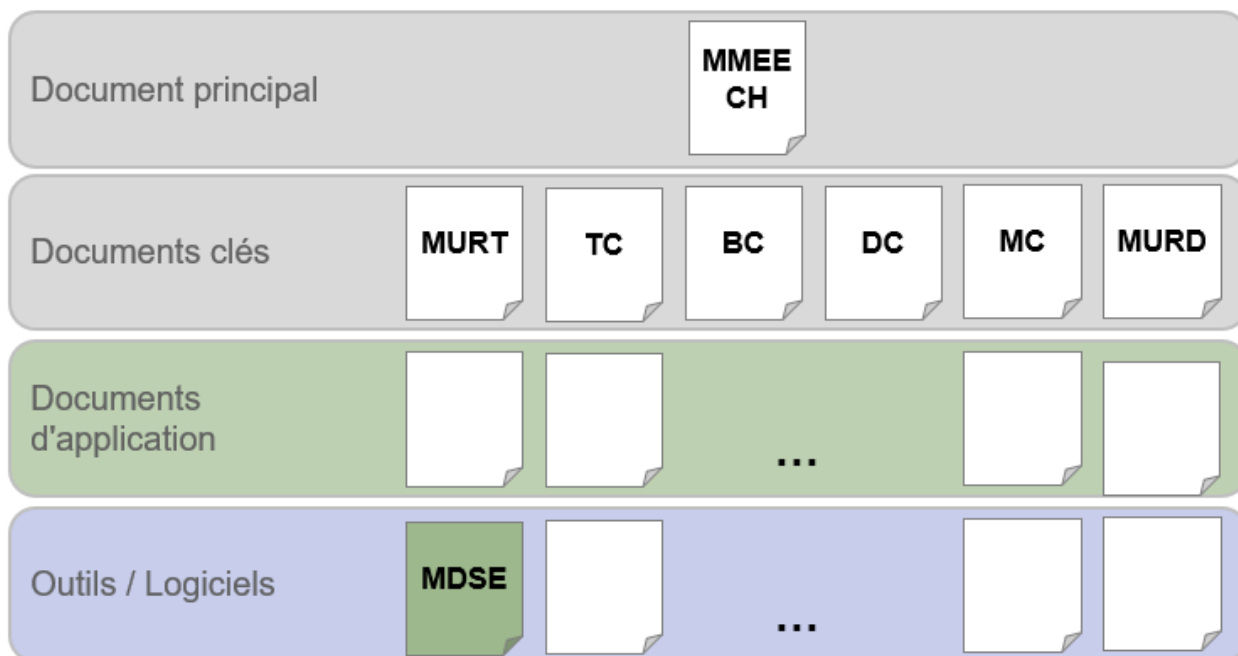 Document principal
MMEE
CH
Documents clés
MURT
TC
BC
DC
MC
MURD
Documents
d'application
...
Outils / Logiciels
MDSE
...